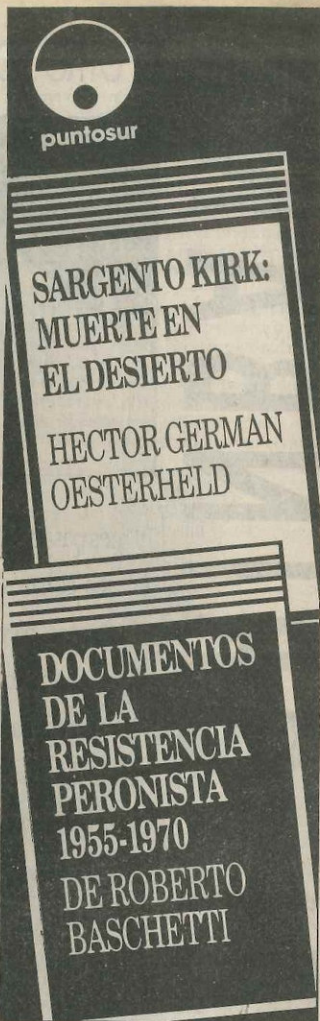 puntosur
SARGENTO KIRK:
MUERTE EN
EL DESIERTO
HECTOR GERMAN
OESTERHELD
DOCUMENTOS
DE LA
RESISTENCIA
PERONISTA
1955-1970
DE ROBERTO
BASCHETTI